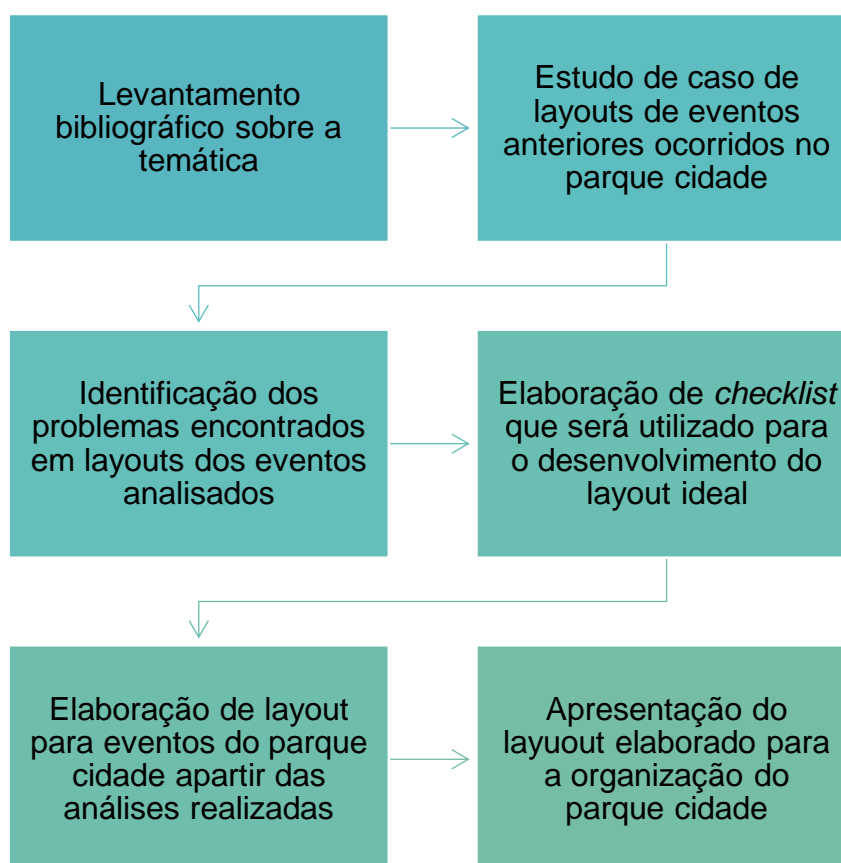 Levantamento
bibliográfico sobre a
temática
Estudo de caso de
layouts de eventos
anteriores ocorridos no
parque cidade
Identificação dos
problemas encontrados
em layouts dos eventos
analisados
Elaboração de checklist
que será utilizado para
o desenvolvimento do
layout ideal
Elaboração de layout
para eventos do parque
cidade apartir das
análises realizadas
Apresentação do
layuout elaborado para
a organização do
parque cidade